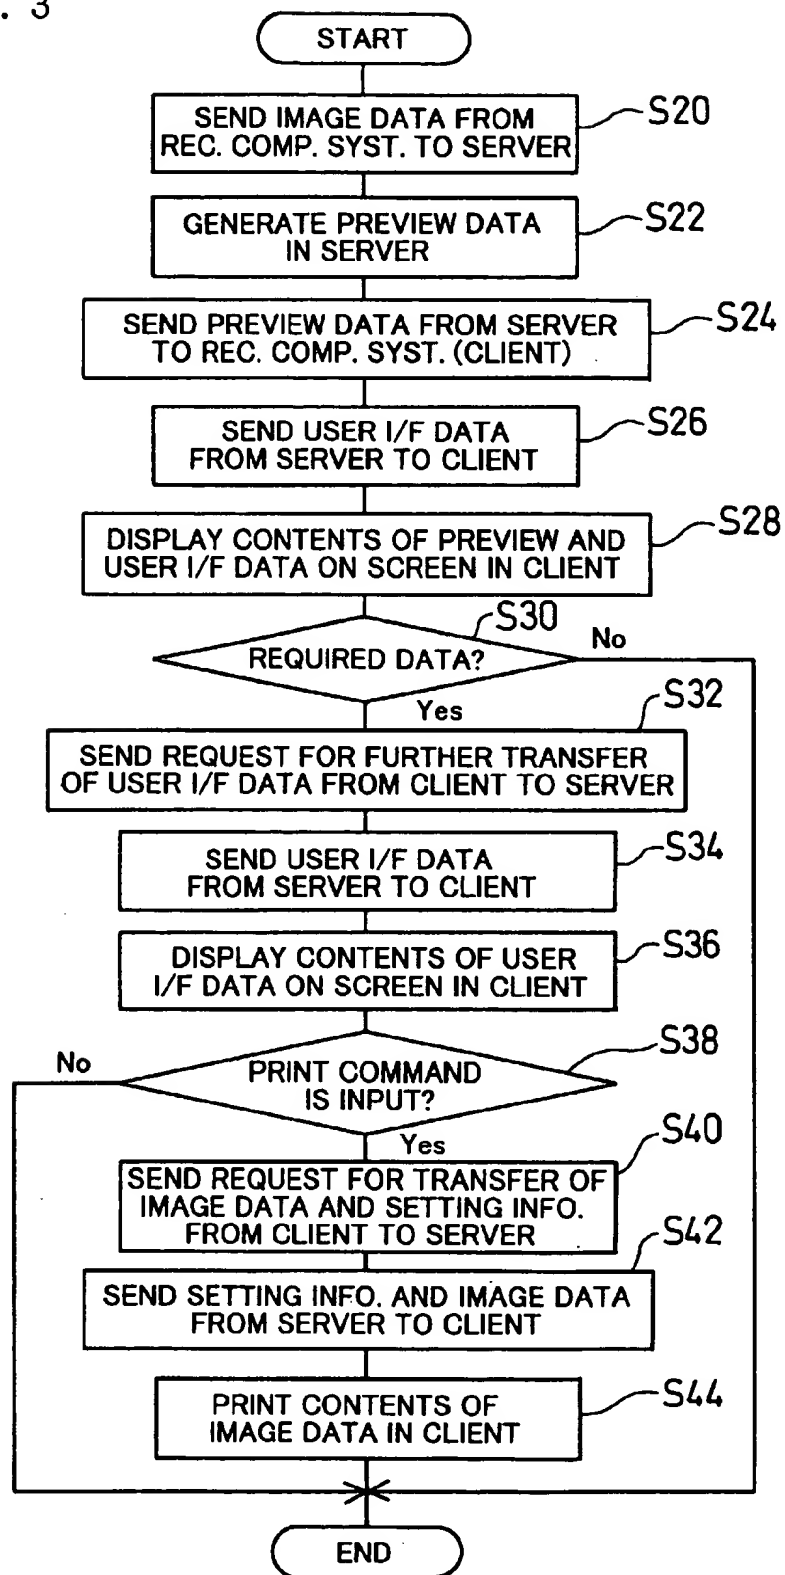 . 3
START
SEND IMAGE DATA FROM
REC. COMP. SYST. TO SERVER
S20
GENERATE PREVIEW DATA
IN SERVER
S22
SEND PREVIEW DATA FROM SERVER
TO REC. COMP. SYST. (CLIENT)
S24
SEND USER I/F DATA
FROM SERVER TO CLIENT
S26
DISPLAY CONTENTS OF PREVIEW AND
USER I/F DATA ON SCREEN IN CLIENT
S28
S30
REQUIRED DATA?
No
Yes
S32
SEND REQUEST FOR FURTHER TRANSFER
OF USER I/F DATA FROM CLIENT TO SERVER
SEND USER I/F DATA
FROM SERVER TO CLIENT
S34
DISPLAY CONTENTS OF USER
I/F DATA ON SCREEN IN CLIENT
S36
S38
No
PRINT COMMAND
IS INPUT?
Yes
S40
SEND REQUEST FOR TRANSFER OF
IMAGE DATA AND SETTING INFO.
FROM CLIENT TO SERVER
S42
SEND SETTING INFO. AND IMAGE DATA
FROM SERVER TO CLIENT
PRINT CONTENTS OF
IMAGE DATA IN CLIENT
S44
END